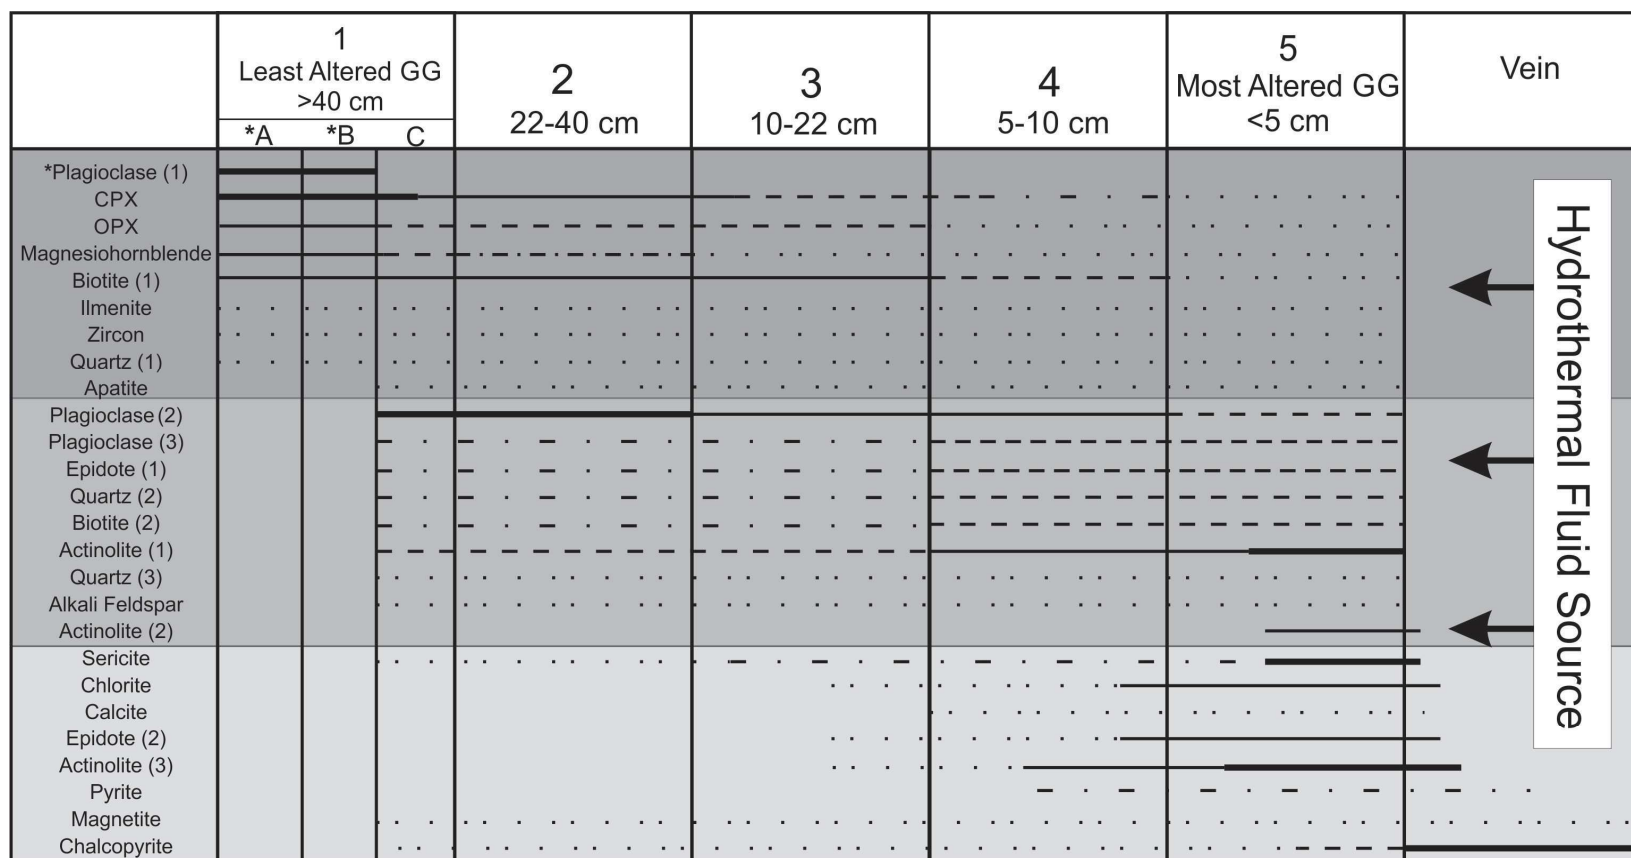 1
Least Altered GG
>40 cm
*A *B C
2
22-40 cm
3
10-22 cm
4
5-10 cm
5
Most Altered GG
<5 cm
Vein
*Plagioclase (1)
CPX
OPX
Magnesiohornblende
Biotite (1)
Ilmenite
Zircon
Quartz (1)
Apatite
Plagioclase (2)
Plagioclase (3)
Epidote (1)
Quartz (2)
Biotite (2)
Actinolite (1)
Quartz (3)
Alkali Feldspar
Actinolite (2)
Sericite
Chlorite
Calcite
Epidote (2)
Actinolite (3)
Pyrite
Magnetite
Chalcopyrite
Hydrothermal Fluid Source